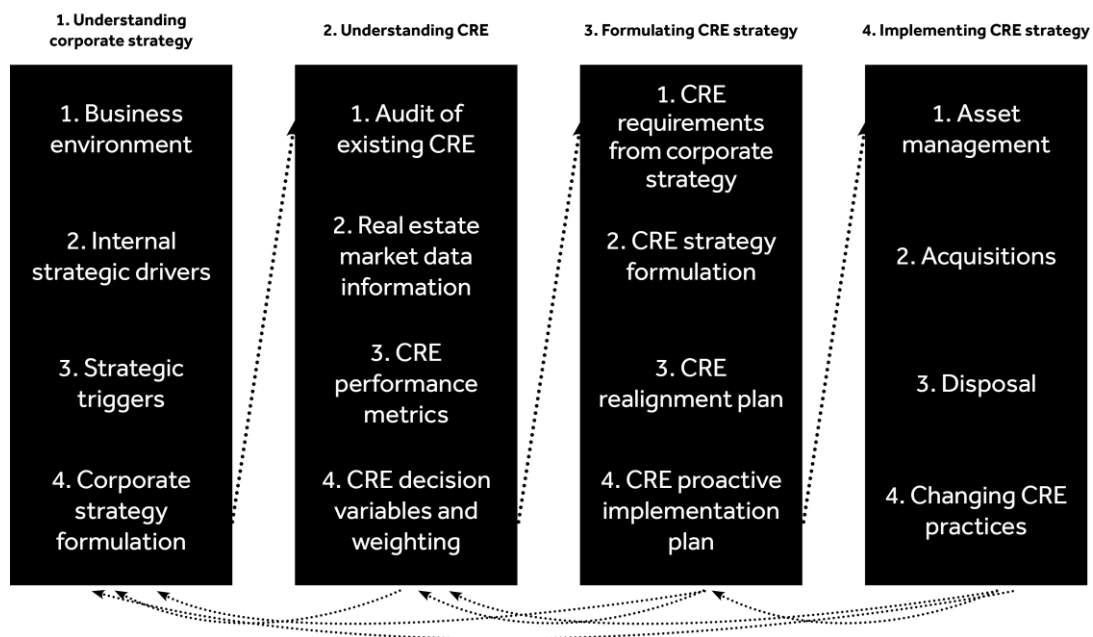 1. Understanding
corporate strategy
1. Business
environment
2. Internal
strategic drivers
3. Strategic
triggers
4. Corporate
strategy
formulation
2. Understanding CRE
1. Audit of
existing CRE
2. Real estate
market data
information
3. CRE
performance
metrics
4. CRE decision
variables and
weighting
3. Formulating CRE strategy
1. CRE
requirements
from corporate
strategy
2. CRE strategy
formulation
3. CRE
realignment plan
4. CRE proactive
implementation
plan
4. Implementing CRE strategy
1. Asset
management
2. Acquisitions
3. Disposal
4. Changing CRE
practices